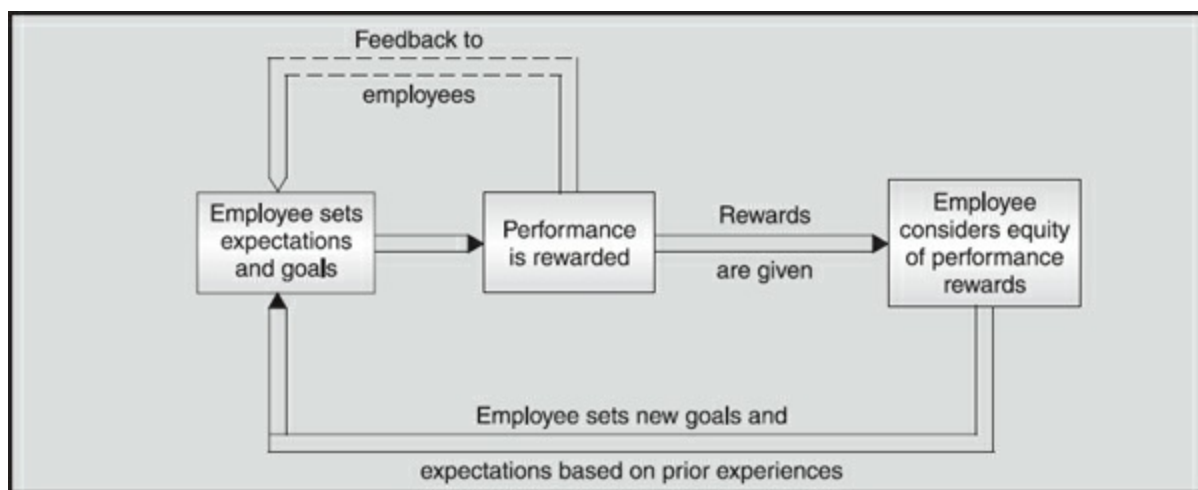 Feedback to
employees
Employee sets
expectations
and goals
Performance
is rewarded
Rewards
are given
Employee
considers equity
of performance
rewards
Employee sets new goals and
expectations based on prior experiences